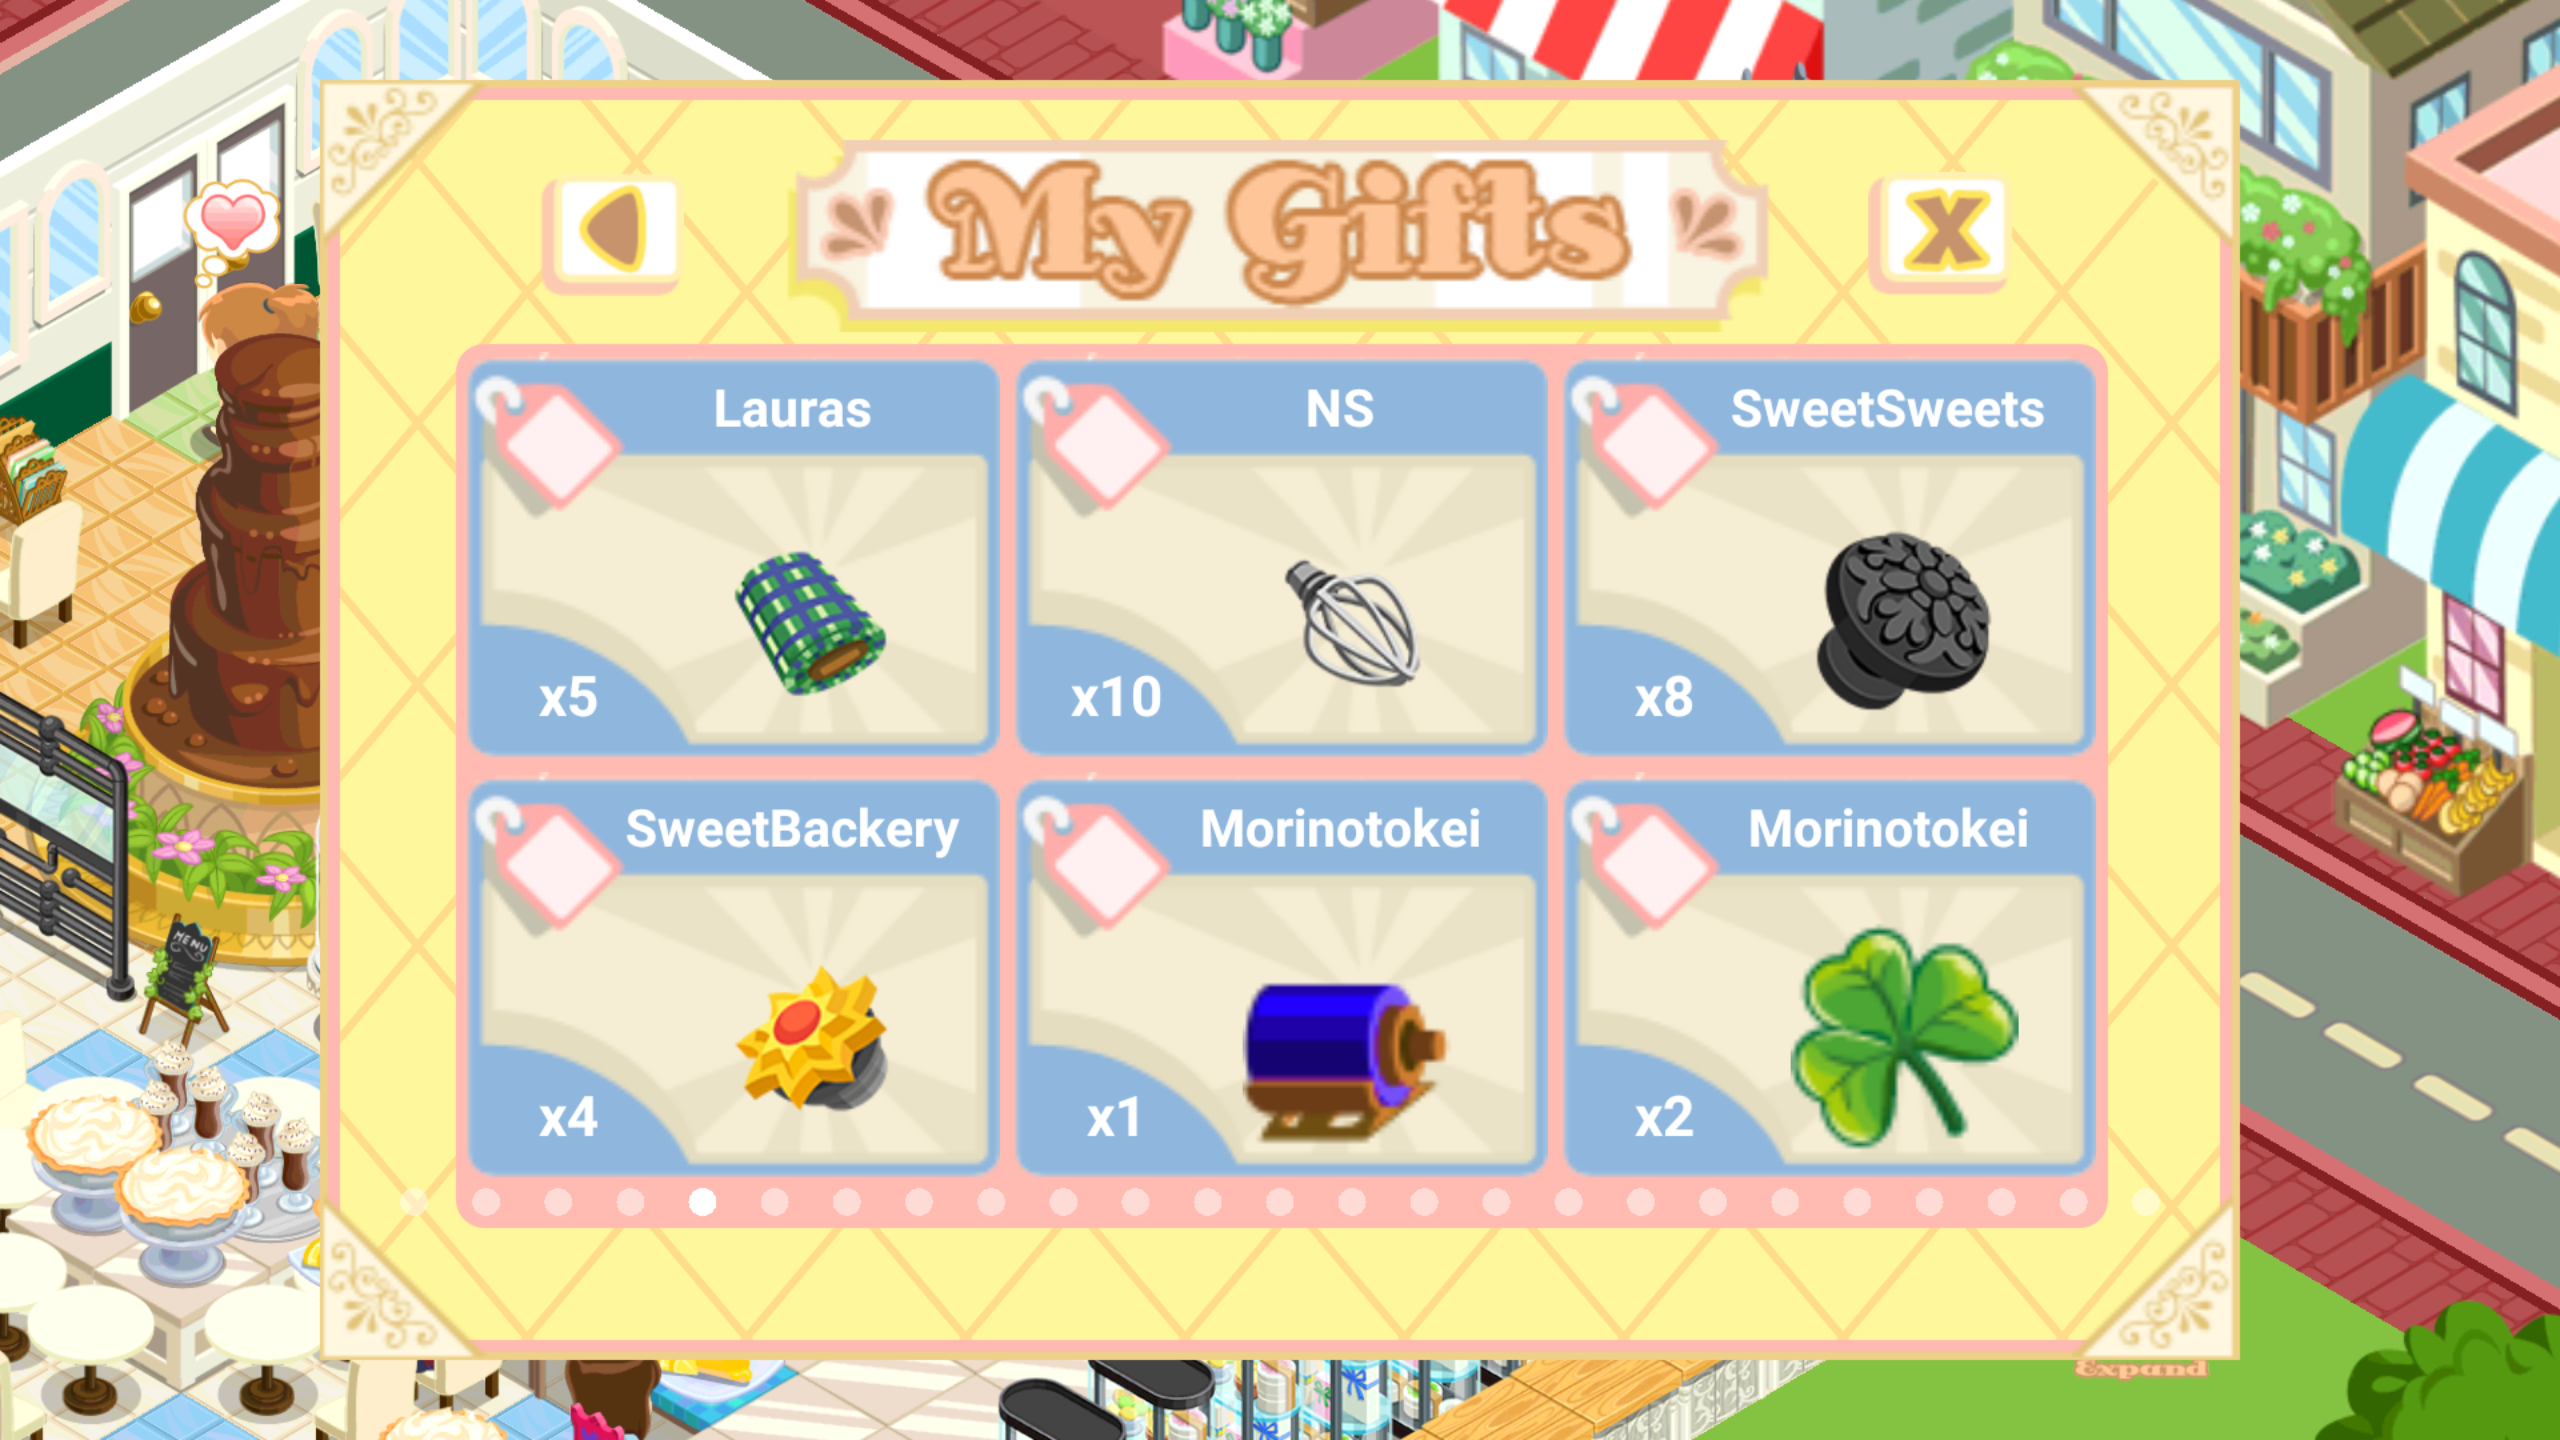 My Gifts
Lauras
NS
SweetSweets
x5
x10
x8
SweetBackery
Morinotokei
Morinotokei
x4
x1
x2
MENU
Expand